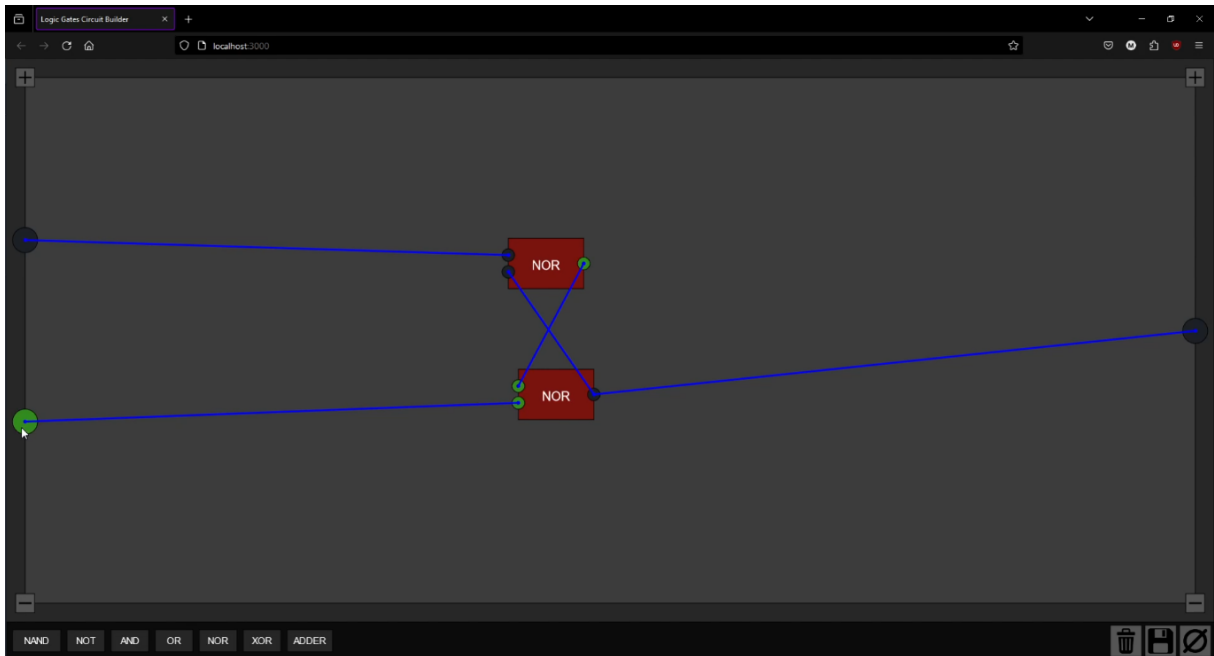 Logic Gates Circuit Builder
localhost:3000
NOR
NOR
NAND NOT AND OR NOR XOR ADDER